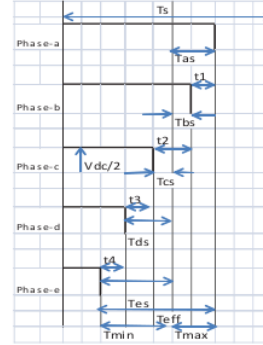 Ts
Phase-a
Tas
t1
Phase-b
Tbs
t2
Phase-c
Vdc/2
Tcs
t3
Phase-d
Tds
t4
Phase-e
Tes
Teff
Tmin
Tmax